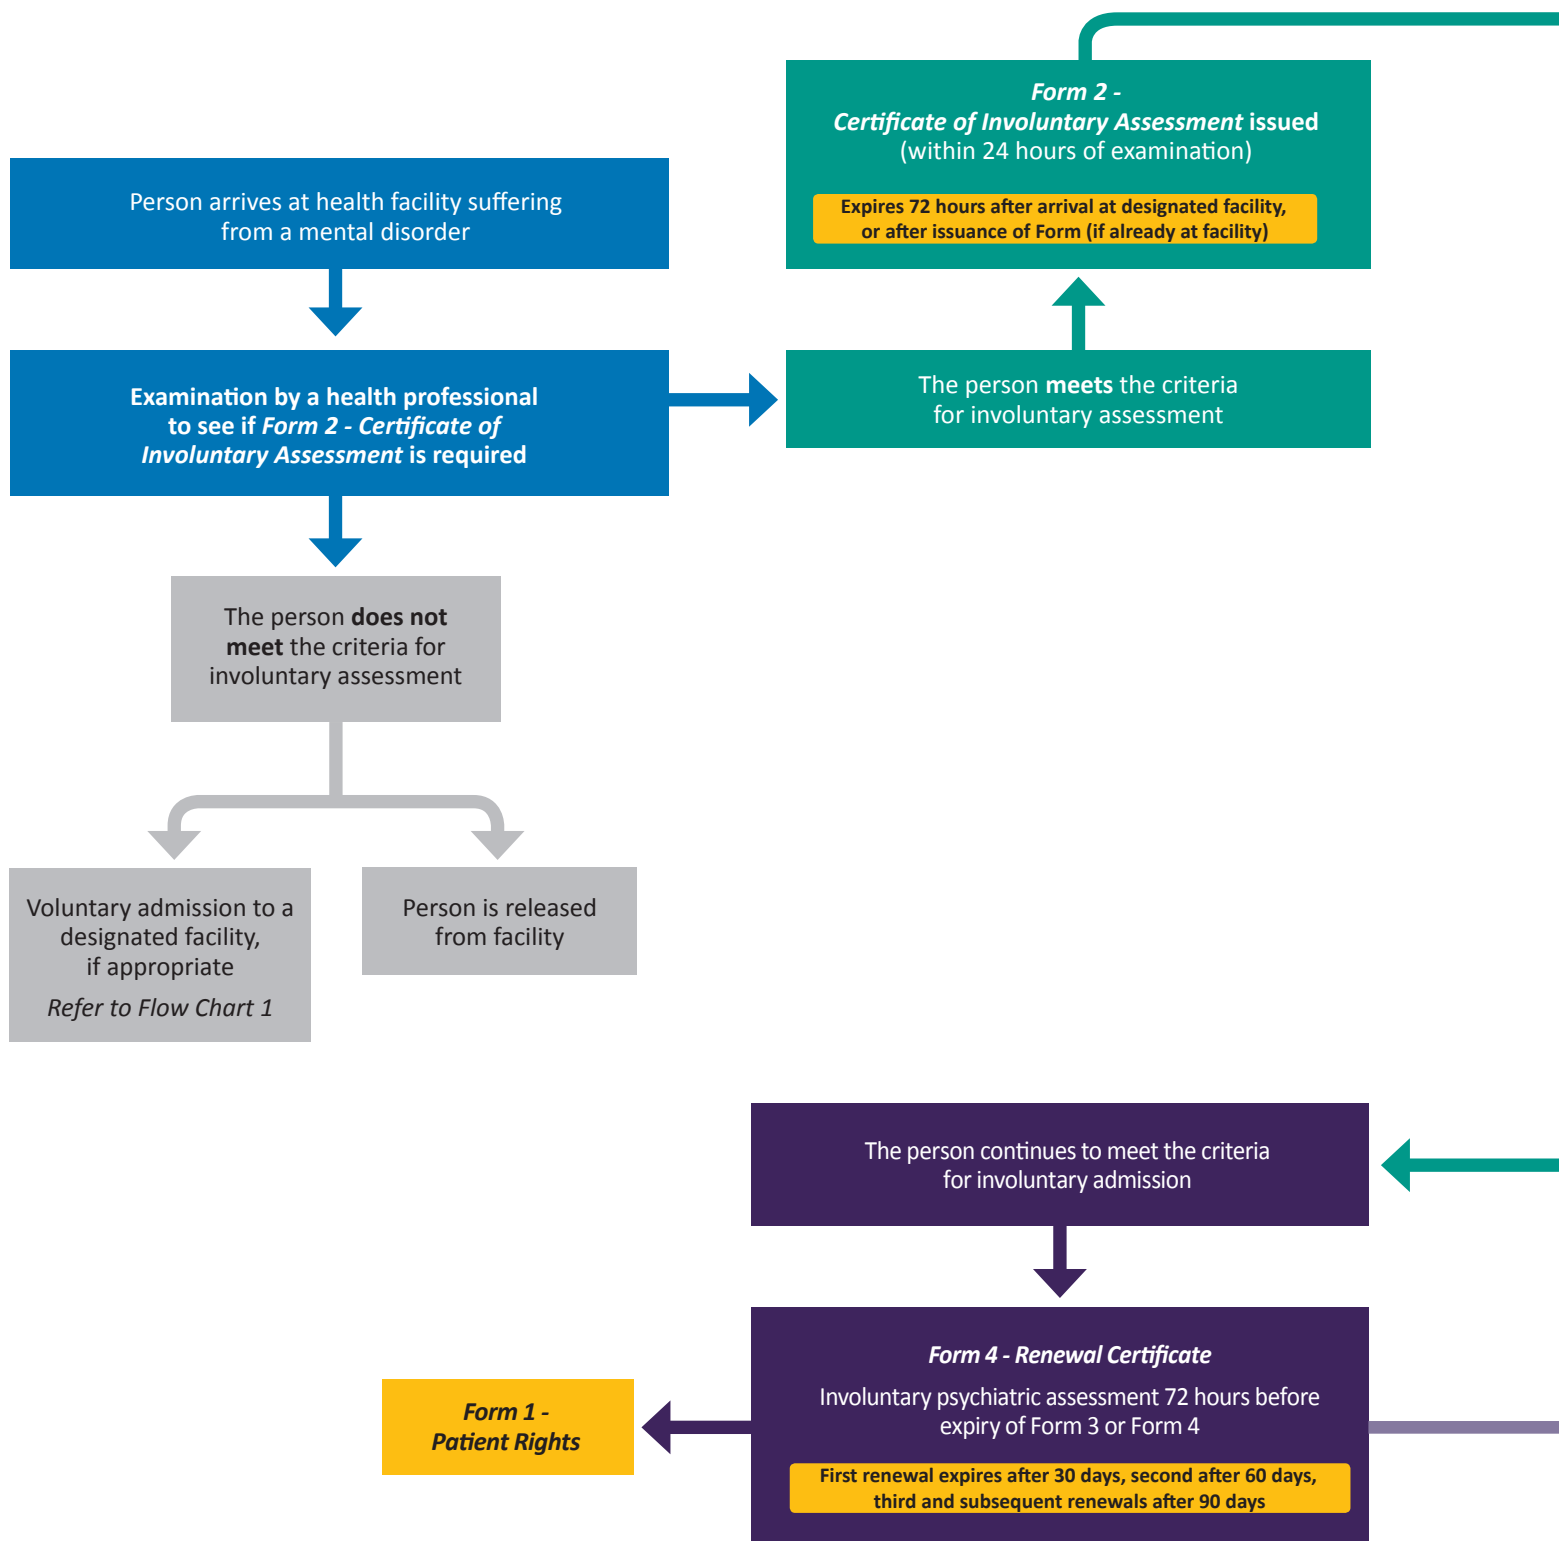 Form 2 -
Certificate of Involuntary Assessment issued
(within 24 hours of examination)
Expires 72 hours after arrival at designated facility,
or after issuance of Form (if already at facility)
Person arrives at health facility suffering
from a mental disorder
Examination by a health professional
to see if Form 2 - Certificate of
Involuntary Assessment is required
The person meets the criteria
for involuntary assessment
The person does not
meet the criteria for
involuntary assessment
Voluntary admission to a
designated facility,
if appropriate
Refer to Flow Chart 1
Person is released
from facility
The person continues to meet the criteria
for involuntary admission
Form 4 - Renewal Certificate
Involuntary psychiatric assessment 72 hours before
expiry of Form 3 or Form 4
First renewal expires after 30 days, second after 60 days,
third and subsequent renewals after 90 days
Form 1 -
Patient Rights